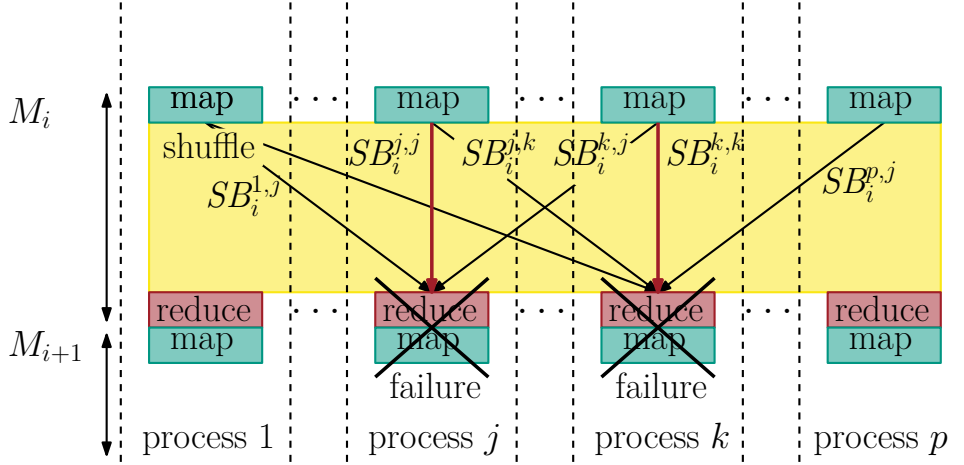 M_i map ··· map ··· map ··· map
shuffle SB_i^{j,j} SB_i^{j,k} SB_i^{k,j} SB_i^{k,k}
SB_i^{1,j} SB_i^{p,j}
reduce ··· reduce ··· reduce ··· reduce
M_{i+1} map map map map
failure failure
process 1 process j process k process p